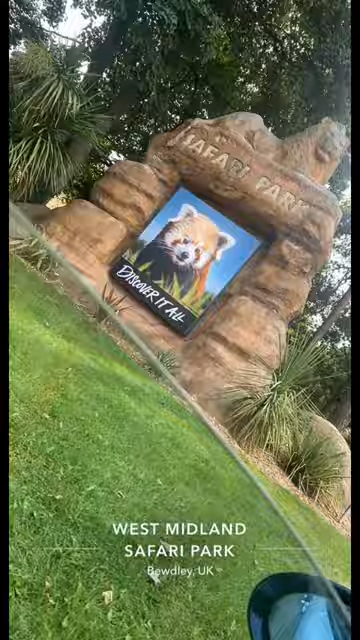 SAFARI PARK
DISCOVER IT ALL
WEST MIDLAND
SAFARI PARK
Bewdley, UK